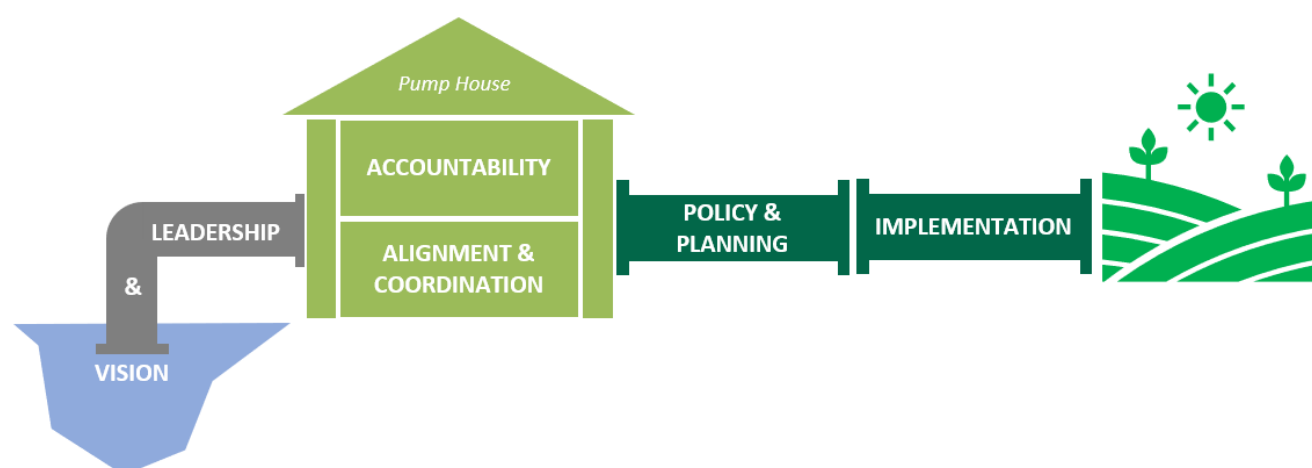 Pump House
ACCOUNTABILITY
ALIGNMENT &
COORDINATION
LEADERSHIP
&
VISION
POLICY &
PLANNING
IMPLEMENTATION